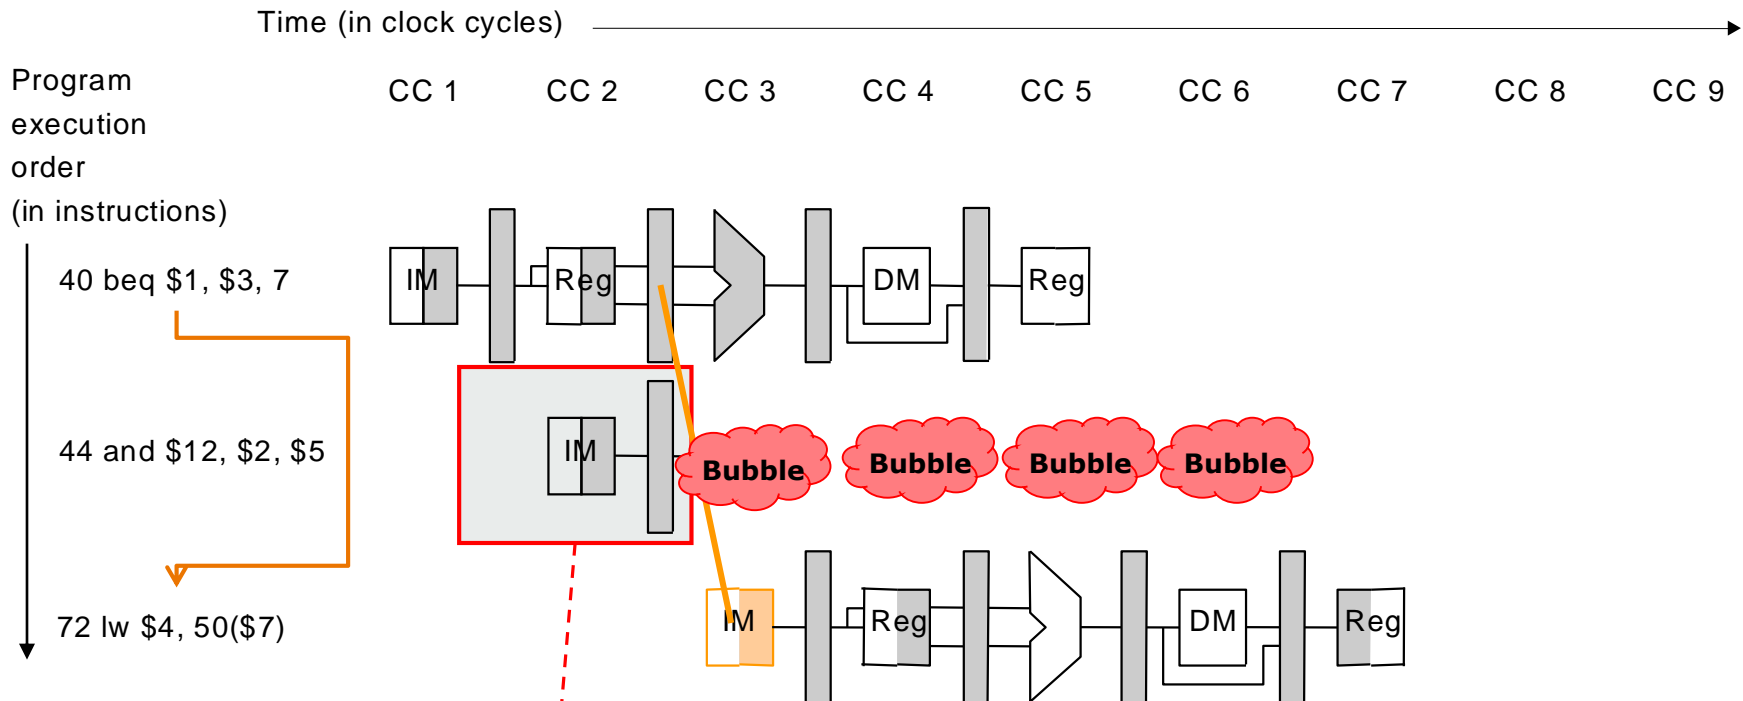 Time (in clock cycles)
Program
execution
order
(in instructions)
CC 1 CC 2 CC 3 CC 4 CC 5 CC 6 CC 7 CC 8 CC 9
40 beq $1, $3, 7
IM Reg DM Reg
44 and $12, $2, $5
IM Bubble Bubble Bubble Bubble
72 lw $4, 50($7)
IM Reg DM Reg